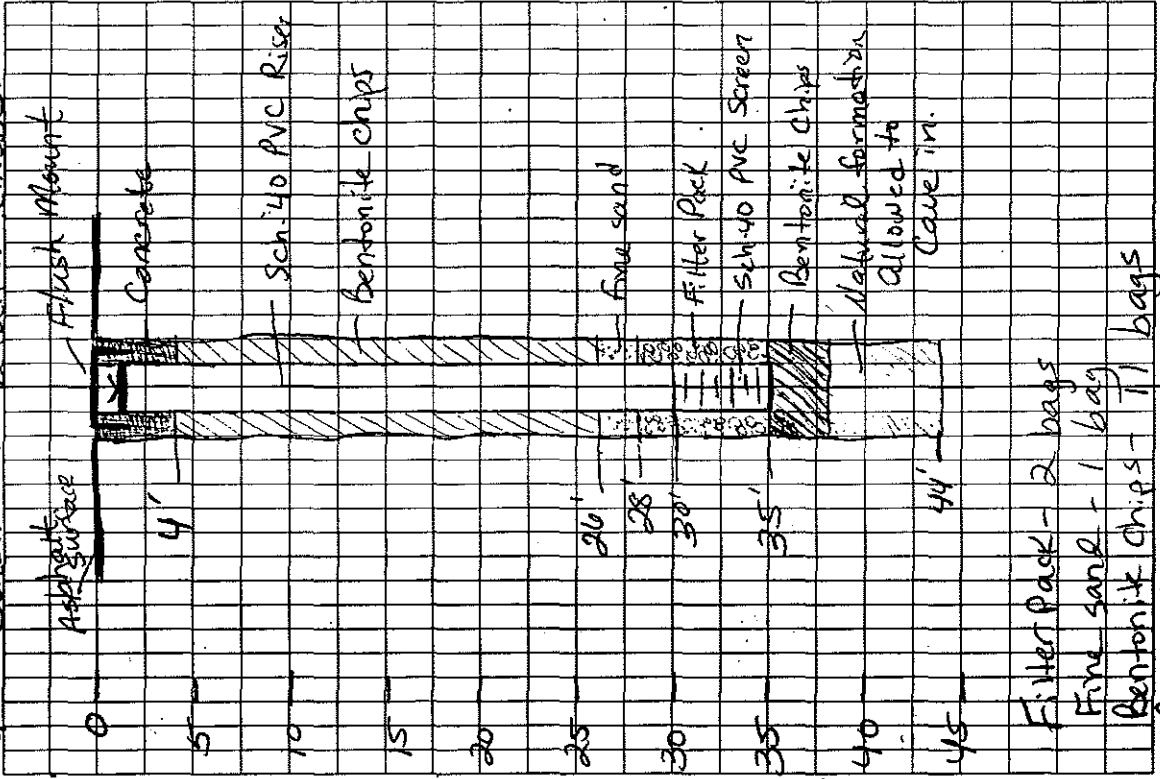 Flush Mount
Asphalt
Surface
Concrete
4'
Sch. 40 PVC Riser
Bentonite chips
26'
fine sand
28'
Filter Pack
30'
Sch. 40 PVC Screen
35'
Bentonite Chips
Natural formation
allowed to
Cave in.
44'
0
5
10
15
20
25
30
35
40
45
Filter Pack - 2 bags
Fine sand - 1 bag
Bentonite Chips - 11 bags